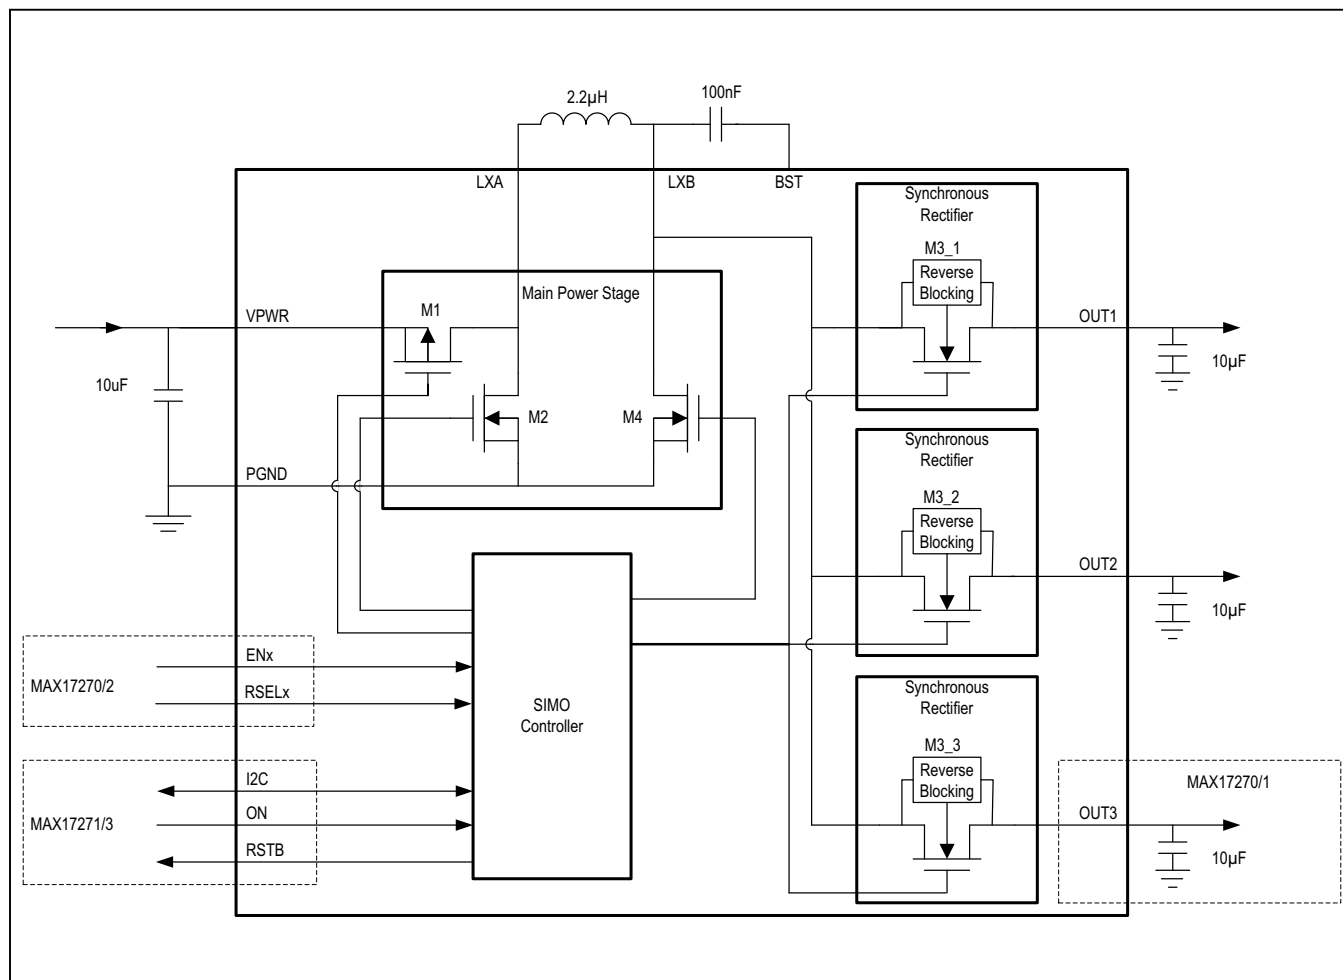 2.2µH
100nF
LXA
LXB
BST
Synchronous
Rectifier
M3_1
Reverse
Blocking
Main Power Stage
VPWR
M1
OUT1
10uF
10µF
M2
M4
PGND
Synchronous
Rectifier
M3_2
Reverse
Blocking
OUT2
10µF
ENx
MAX17270/2
RSELx
SIMO
Controller
Synchronous
Rectifier
M3_3
Reverse
Blocking
I2C
MAX17271/3
ON
RSTB
MAX17270/1
OUT3
10µF